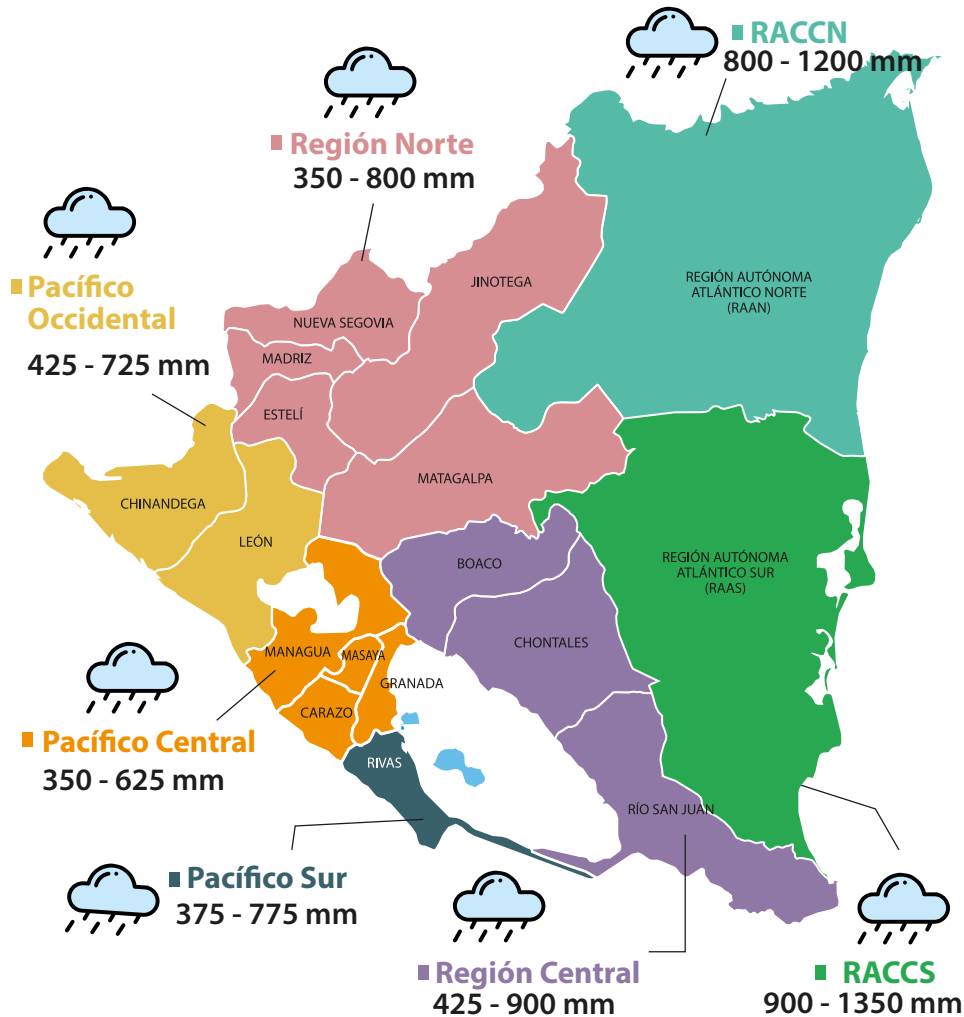 RACCN
800 - 1200 mm
Región Norte
350 - 800 mm
Pacífico
Occidental
425 - 725 mm
JINOTEGA
REGIÓN AUTÓNOMA
ATLÁNTICO NORTE
(RAAN)
NUEVA SEGOVIA
MADRIZ
ESTELÍ
MATAGALPA
CHINANDEGA
LEÓN
BOACO
REGIÓN AUTÓNOMA
ATLÁNTICO SUR
(RAAS)
CHONTALES
MANAGUA
MASAYA
GRANADA
CARAZO
Pacífico Central
350 - 625 mm
RIVAS
RÍO SAN JUAN
Pacífico Sur
375 - 775 mm
Región Central
425 - 900 mm
RACCS
900 - 1350 mm